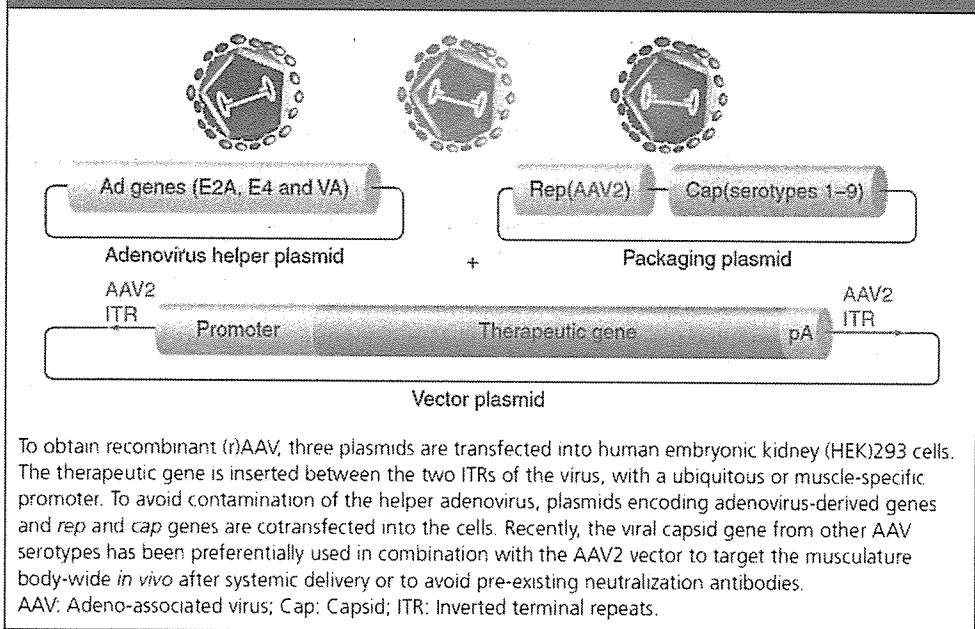 Ad genes (E2A, E4 and VA)
Rep(AAV2)
Cap(serotypes 1–9)
Adenovirus helper plasmid
+
Packaging plasmid
AAV2
ITR
Promoter
Therapeutic gene
pA
AAV2
ITR
Vector plasmid
To obtain recombinant (r)AAV, three plasmids are transfected into human embryonic kidney (HEK)293 cells.
The therapeutic gene is inserted between the two ITRs of the virus, with a ubiquitous or muscle-specific
promoter. To avoid contamination of the helper adenovirus, plasmids encoding adenovirus-derived genes
and rep and cap genes are cotransfected into the cells. Recently, the viral capsid gene from other AAV
serotypes has been preferentially used in combination with the AAV2 vector to target the musculature
body-wide in vivo after systemic delivery or to avoid pre-existing neutralization antibodies.
AAV: Adeno-associated virus; Cap: Capsid; ITR: Inverted terminal repeats.